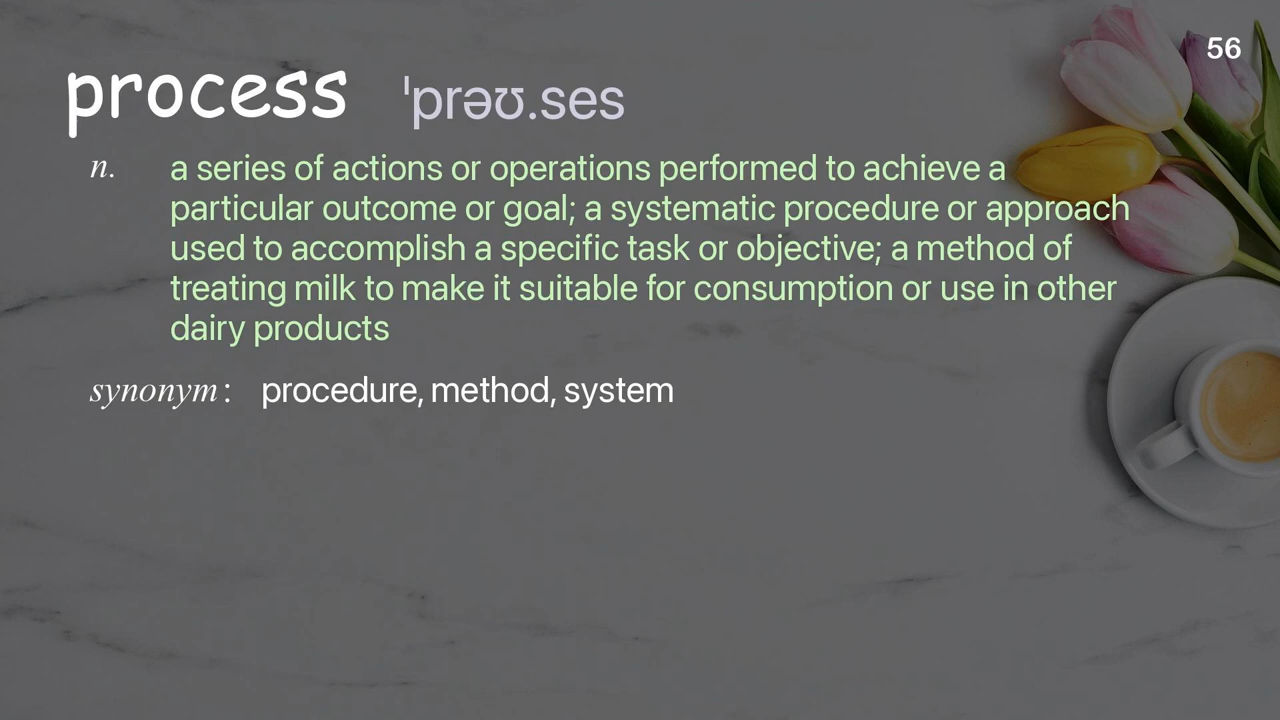 56
process ˈprəʊ.ses
n. a series of actions or operations performed to achieve a
particular outcome or goal; a systematic procedure or approach
used to accomplish a specific task or objective; a method of
treating milk to make it suitable for consumption or use in other
dairy products
synonym: procedure, method, system